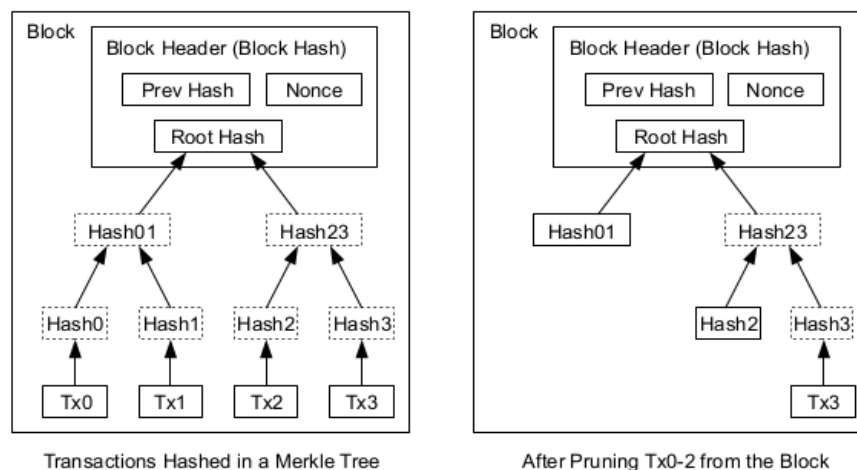 Block
Block Header (Block Hash)
Prev Hash
Nonce
Root Hash
Hash01
Hash23
Hash0
Hash1
Hash2
Hash3
Tx0
Tx1
Tx2
Tx3
Transactions Hashed in a Merkle Tree
Block
Block Header (Block Hash)
Prev Hash
Nonce
Root Hash
Hash01
Hash23
Hash2
Hash3
Tx3
After Pruning Tx0-2 from the Block